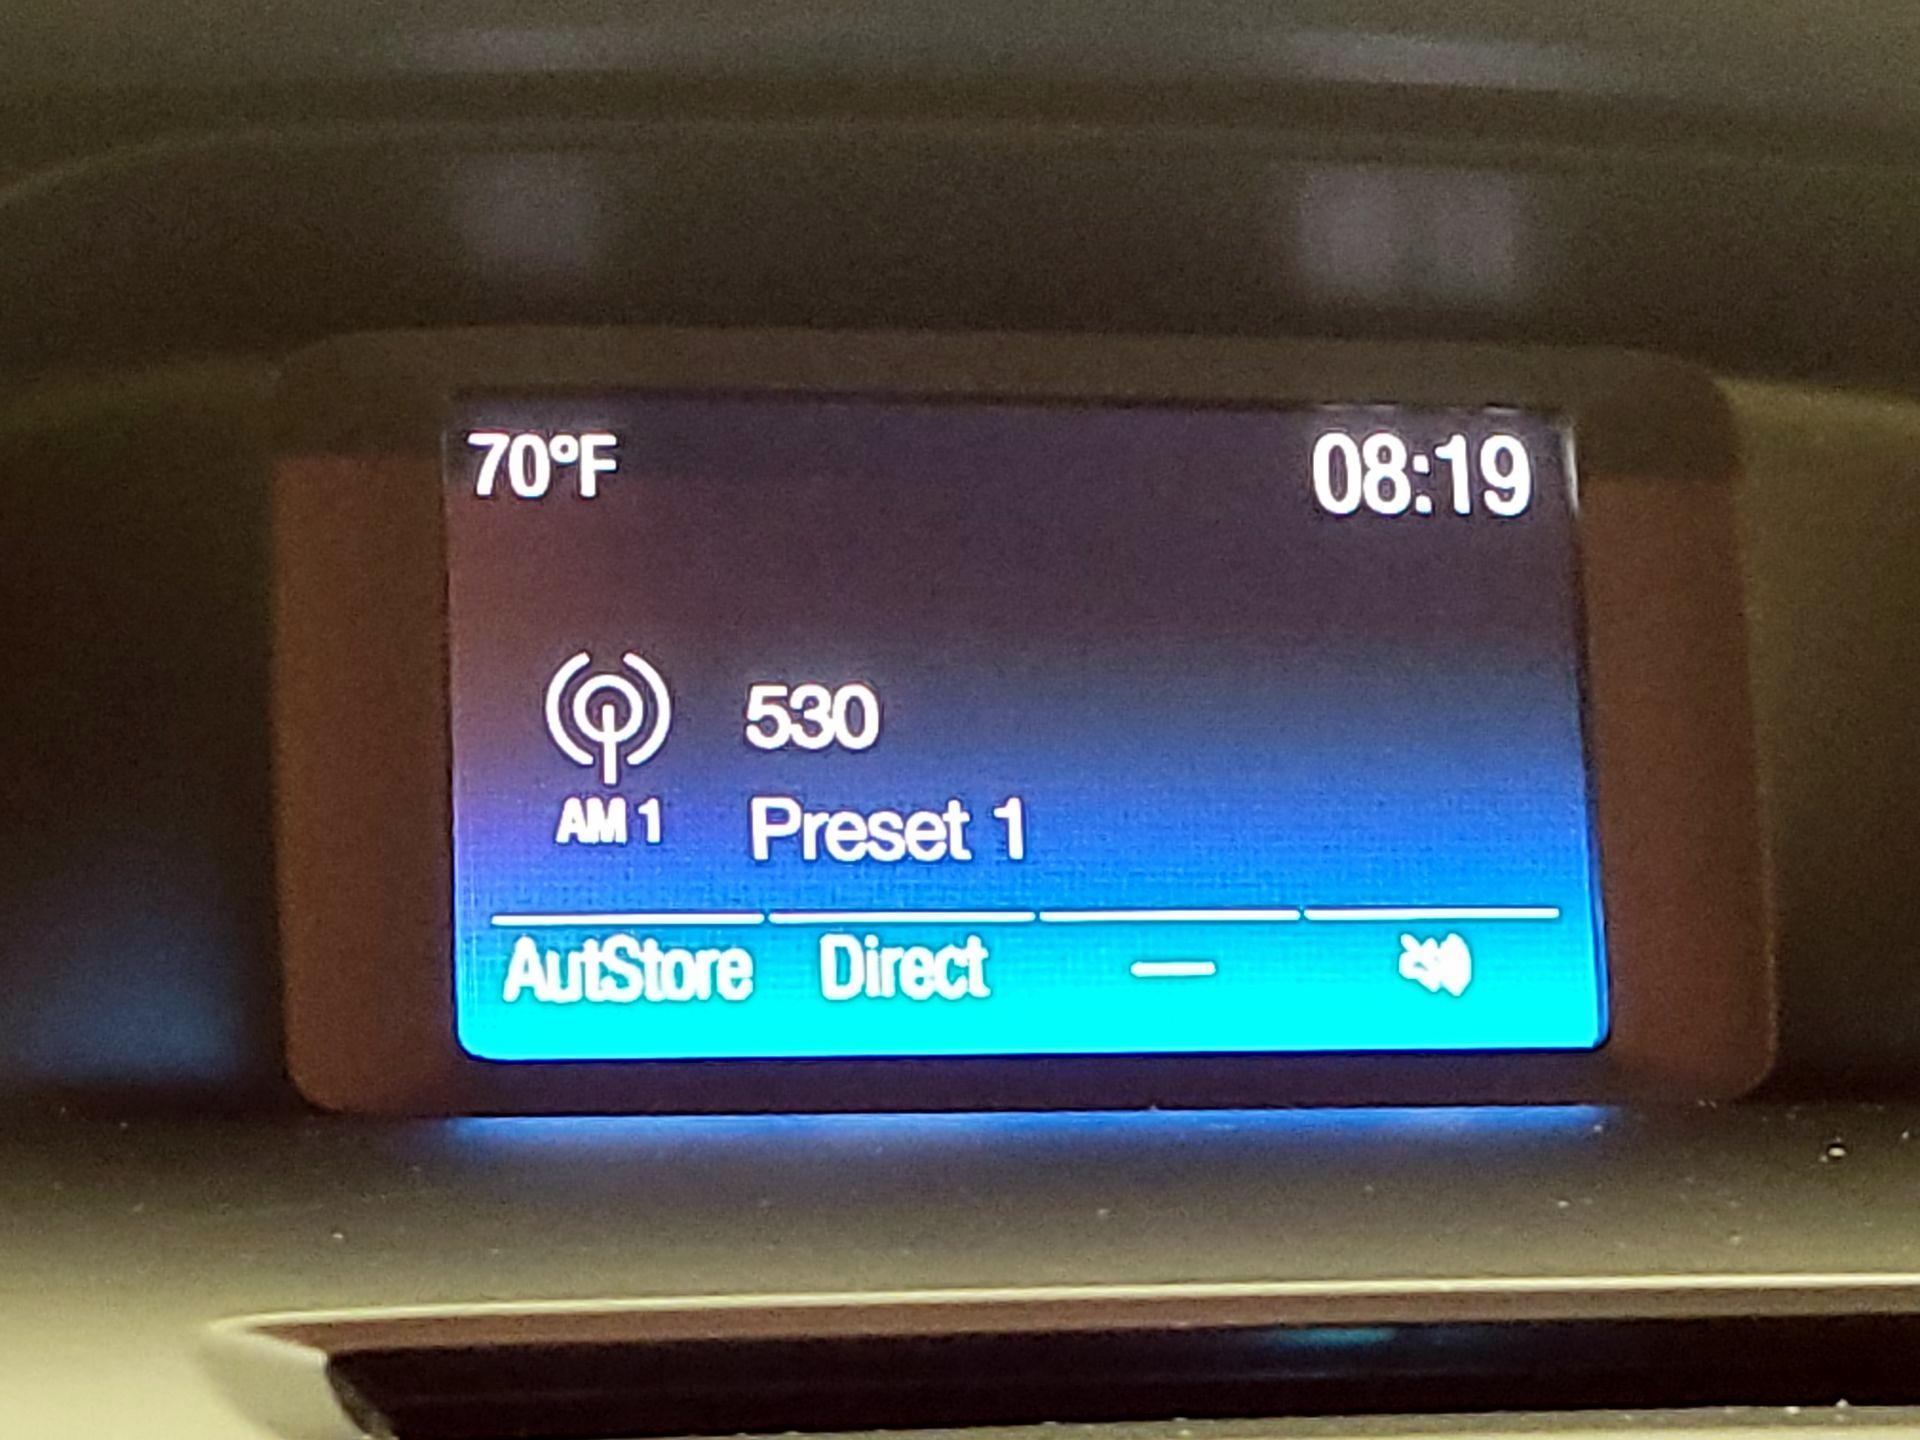 70°F
08:19
530
AM 1
Preset 1
AutStore Direct —